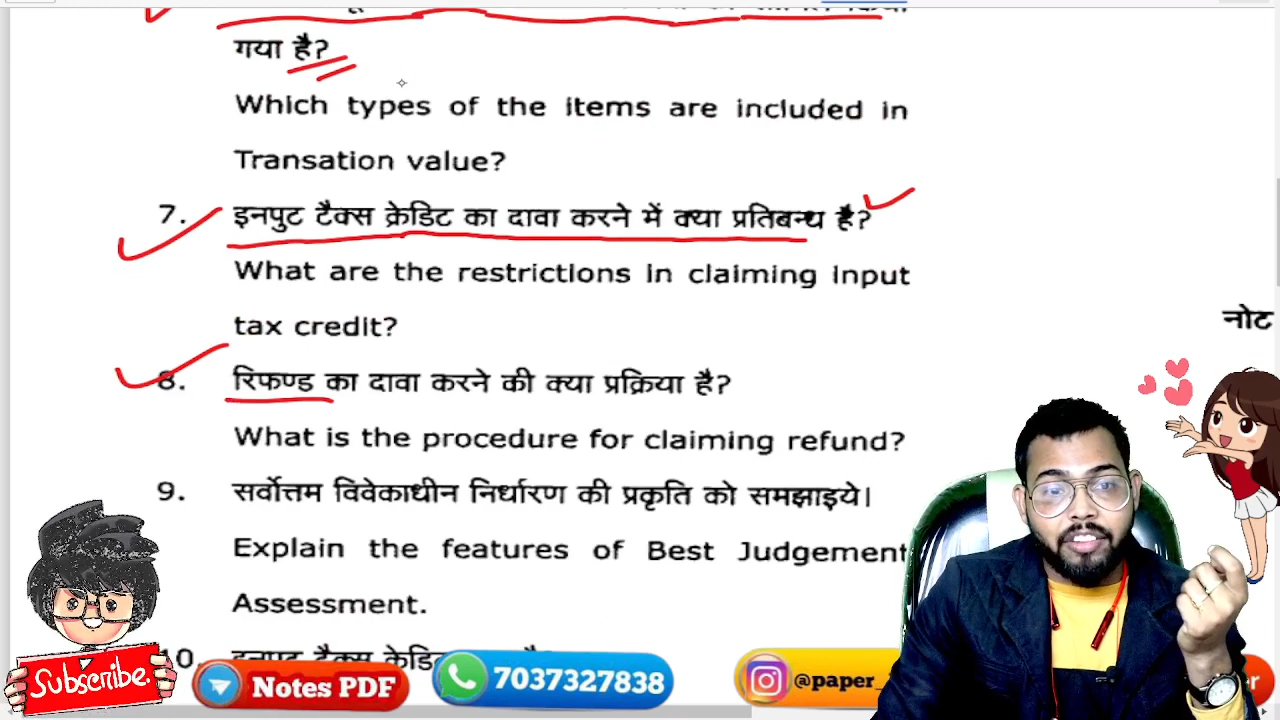 गया है?
Which types of the items are included in
Transation value?
7. इनपुट टैक्स क्रेडिट का दावा करने में क्या प्रतिबन्ध है?
What are the restrictions in claiming input
tax credit?
नोट
8. रिफण्ड का दावा करने की क्या प्रक्रिया है?
What is the procedure for claiming refund?
9. सर्वोत्तम विवेकाधीन निर्धारण की प्रकृति को समझाइये।
Explain the features of Best Judgement
Assessment.
10. इनपुट टैक्स
Subscribe.
Notes PDF
7037327838
@paper_